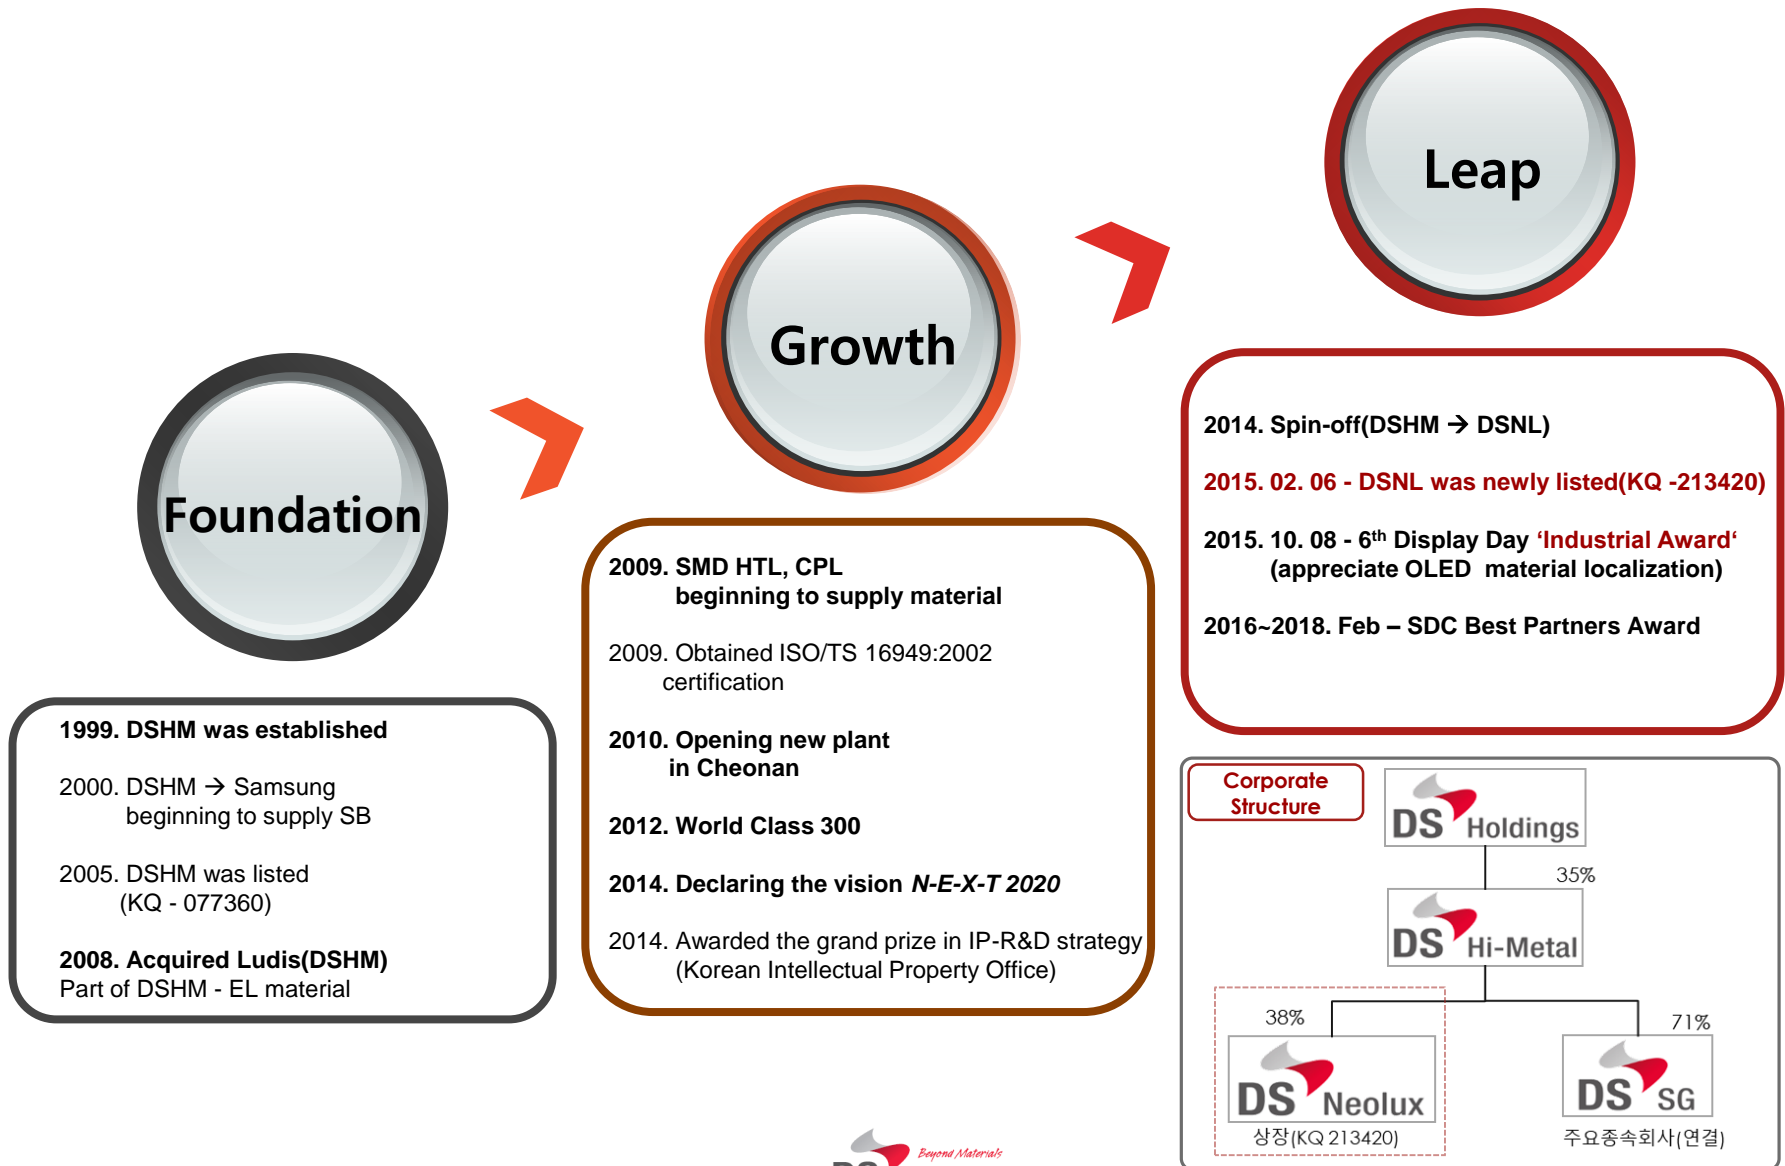 Foundation
1999. DSHM was established
2000. DSHM → Samsung
beginning to supply SB
2005. DSHM was listed
(KQ - 077360)
2008. Acquired Ludis(DSHM)
Part of DSHM - EL material
Growth
2009. SMD HTL, CPL
beginning to supply material
2009. Obtained ISO/TS 16949:2002
certification
2010. Opening new plant
in Cheonan
2012. World Class 300
2014. Declaring the vision N-E-X-T 2020
2014. Awarded the grand prize in IP-R&D strategy
(Korean Intellectual Property Office)
Leap
2014. Spin-off(DSHM → DSNL)
2015. 02. 06 - DSNL was newly listed(KQ -213420)
2015. 10. 08 - 6th Display Day ‘Industrial Award‘
(appreciate OLED material localization)
2016~2018. Feb – SDC Best Partners Award
Corporate
Structure
DS Holdings
35%
DS Hi-Metal
38%
71%
DS Neolux
DS SG
상장(KQ 213420)
주요종속회사(연결)
Beyond Materials
DS